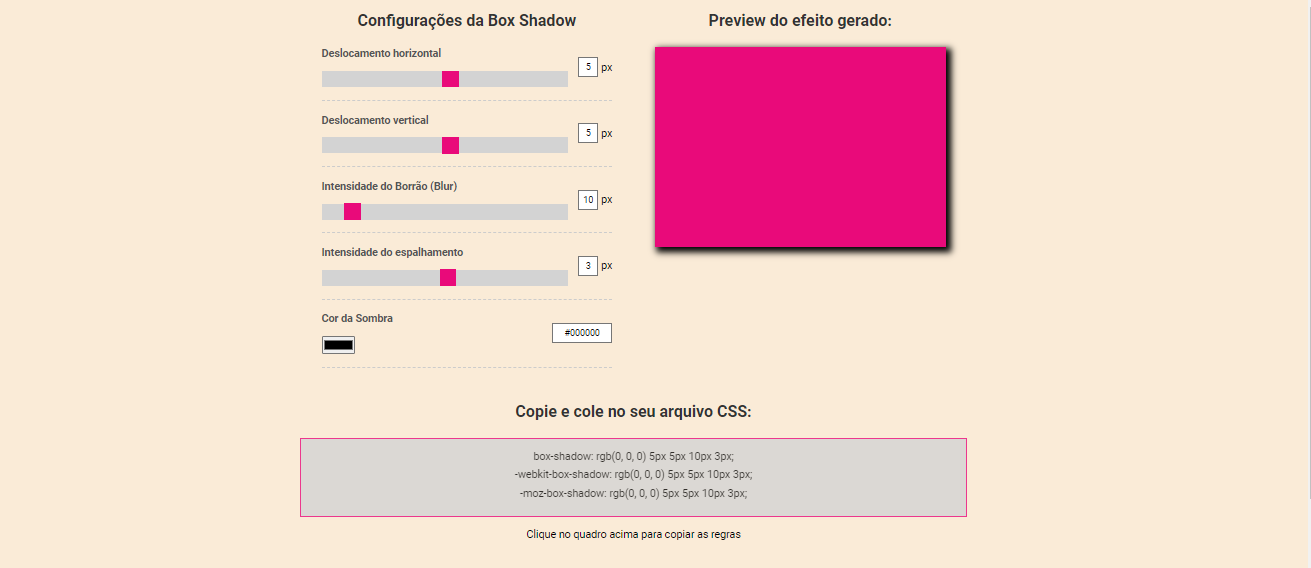 Configurações da Box Shadow
Deslocamento horizontal
5 px
Deslocamento vertical
5 px
Intensidade do Borrão (Blur)
10 px
Intensidade do espalhamento
3 px
Cor da Sombra
#000000
Preview do efeito gerado:
Copie e cole no seu arquivo CSS:
box-shadow: rgb(0, 0, 0) 5px 5px 10px 3px;
-webkit-box-shadow: rgb(0, 0, 0) 5px 5px 10px 3px;
-moz-box-shadow: rgb(0, 0, 0) 5px 5px 10px 3px;
Clique no quadro acima para copiar as regras